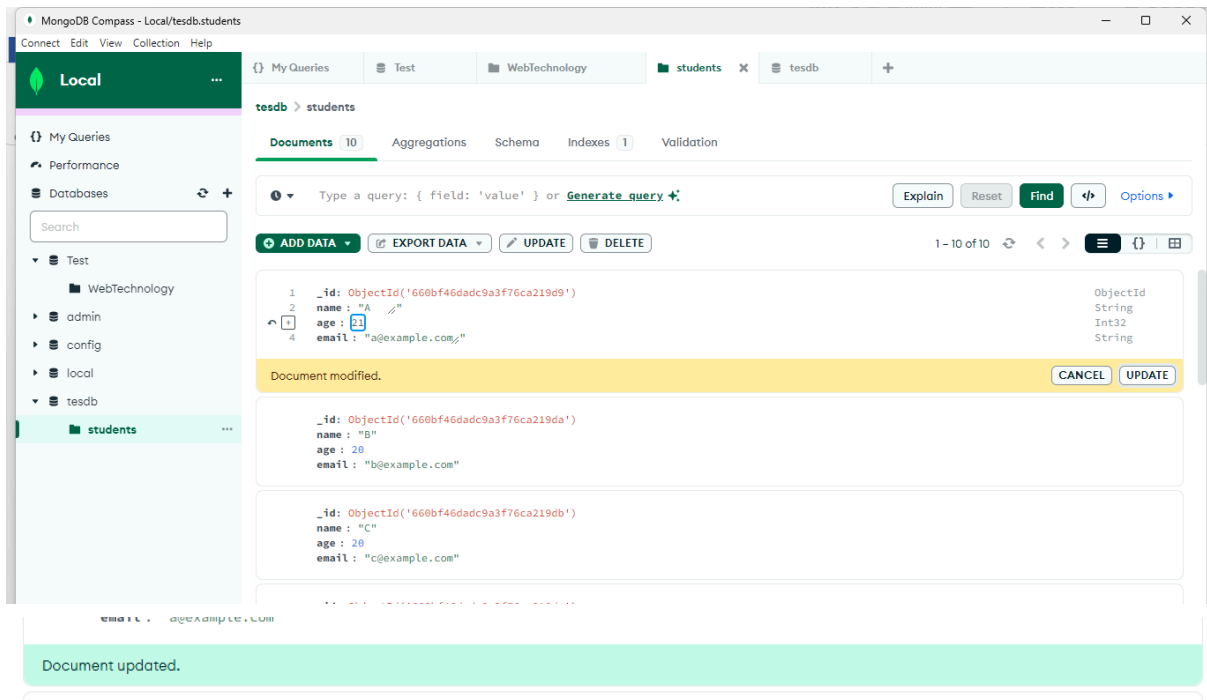 MongoDB Compass - Local/tesdb.students
Connect Edit View Collection Help
Local ...
{} My Queries
Performance
Databases
Search
Test
WebTechnology
admin
config
local
tesdb
students ...
{} My Queries Test WebTechnology students tesdb
tesdb > students
Documents 10 Aggregations Schema Indexes 1 Validation
Type a query: { field: 'value' } or Generate query
Explain Reset Find </> Options
ADD DATA EXPORT DATA UPDATE DELETE
1 – 10 of 10 {}
1 _id: ObjectId('660bf46dadc9a3f76ca219d9') ObjectId
2 name : "A " String
age : 21 Int32
4 email : "a@example.com" String
Document modified. CANCEL UPDATE
_id: ObjectId('660bf46dadc9a3f76ca219da')
name : "B"
age : 20
email : "b@example.com"
_id: ObjectId('660bf46dadc9a3f76ca219db')
name : "C"
age : 20
email : "c@example.com"
email : a@example.com
Document updated.